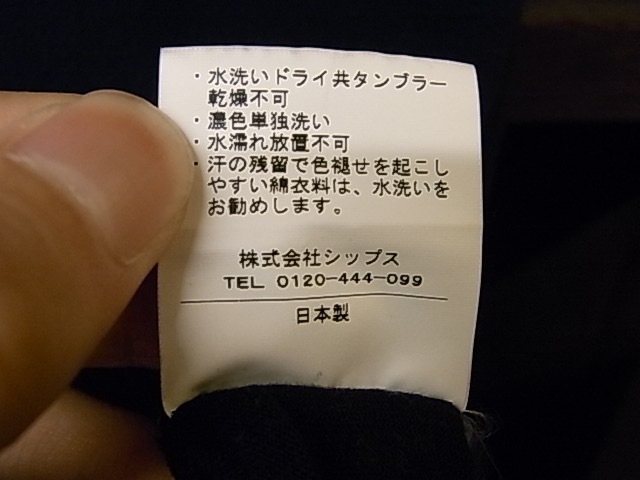 ・水洗いドライ共タンブラー
乾燥不可
・濃色単独洗い
・水濡れ放置不可
・汗の残留で色褪せを起こし
やすい綿衣料は、水洗いを
お勧めします。
株式会社シップス
TEL 0120-444-099
日本製